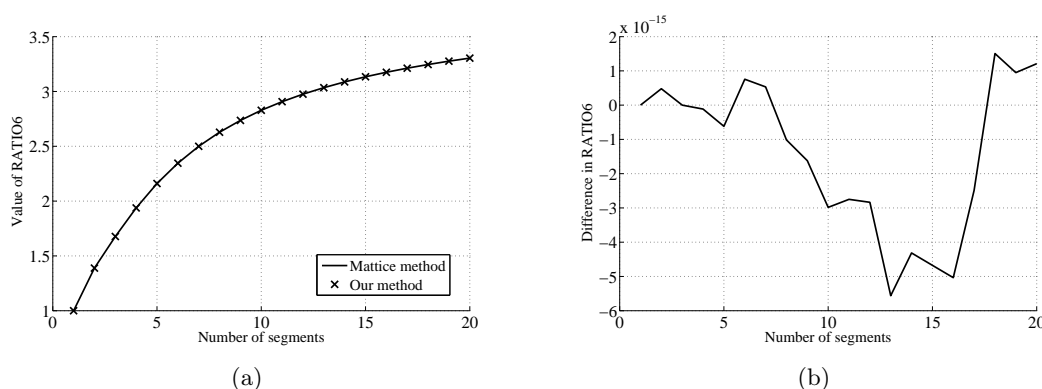 3.5
3
2.5
2
1.5
1
0
5
10
15
20
Value of RATIO6
Number of segments
Mattice method
Our method
(a)
x 10⁻¹⁵
2
1
0
−1
−2
−3
−4
−5
−6
0
5
10
15
20
Difference in RATIO6
Number of segments
(b)